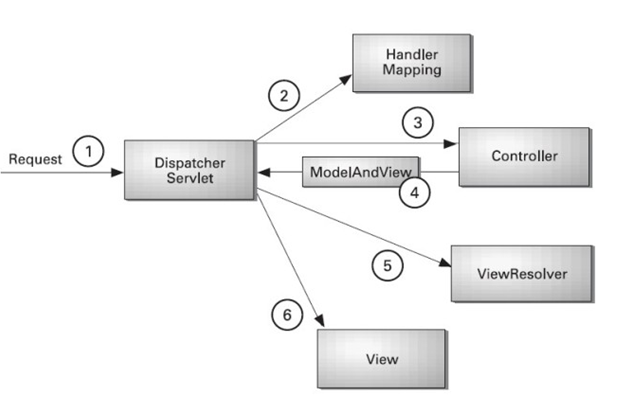 Handler
Mapping
2
3
1
Request
Dispatcher
Servlet
Controller
ModelAndView
4
5
ViewResolver
6
View